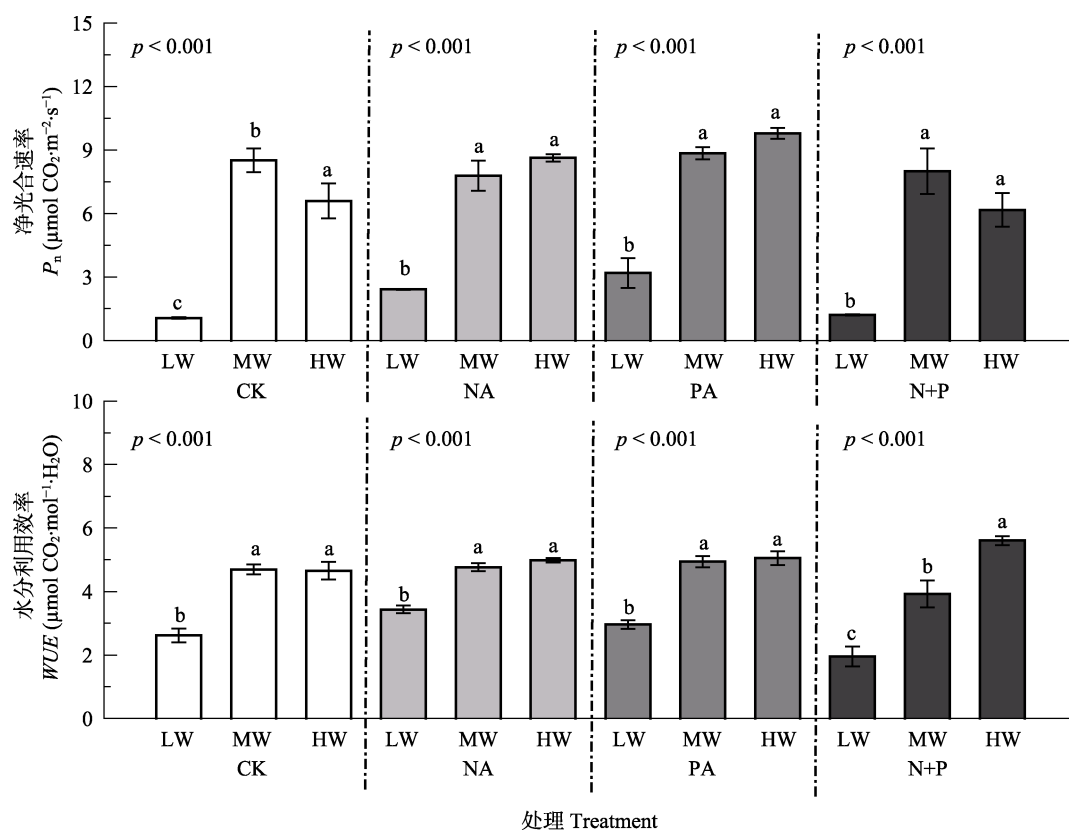 15
p < 0.001 p < 0.001 p < 0.001 p < 0.001
12
9
6
3
0
净光合速率
Pn (μmol CO₂·m⁻²·s⁻¹)
c b a b a a b a a b a a
LW MW HW LW MW HW LW MW HW LW MW HW
CK NA PA N+P
10
p < 0.001 p < 0.001 p < 0.001 p < 0.001
8
6
4
2
0
水分利用效率
WUE (μmol CO₂·mol⁻¹·H₂O)
b a a b a a b a a c b a
LW MW HW LW MW HW LW MW HW LW MW HW
CK NA PA N+P
处理 Treatment